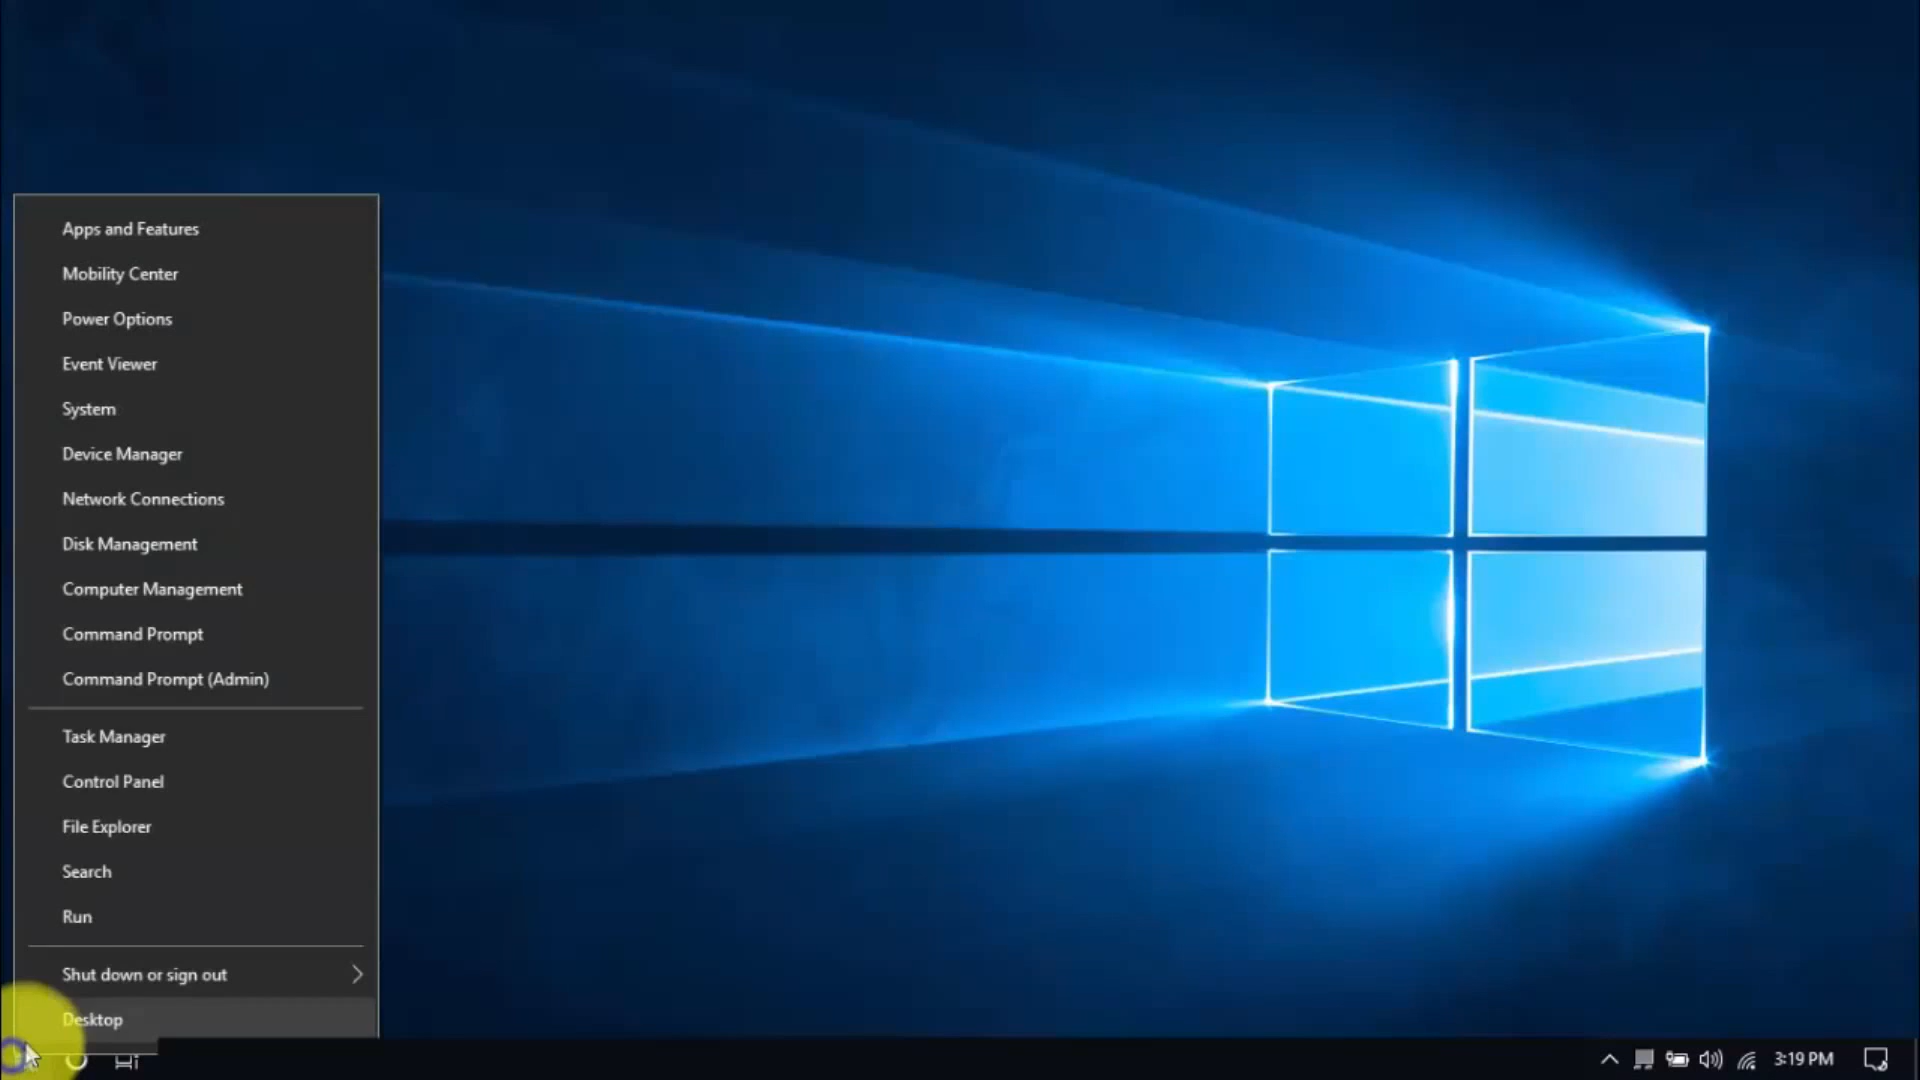 Apps and Features
Mobility Center
Power Options
Event Viewer
System
Device Manager
Network Connections
Disk Management
Computer Management
Command Prompt
Command Prompt (Admin)
Task Manager
Control Panel
File Explorer
Search
Run
Shut down or sign out
Desktop
3:19 PM